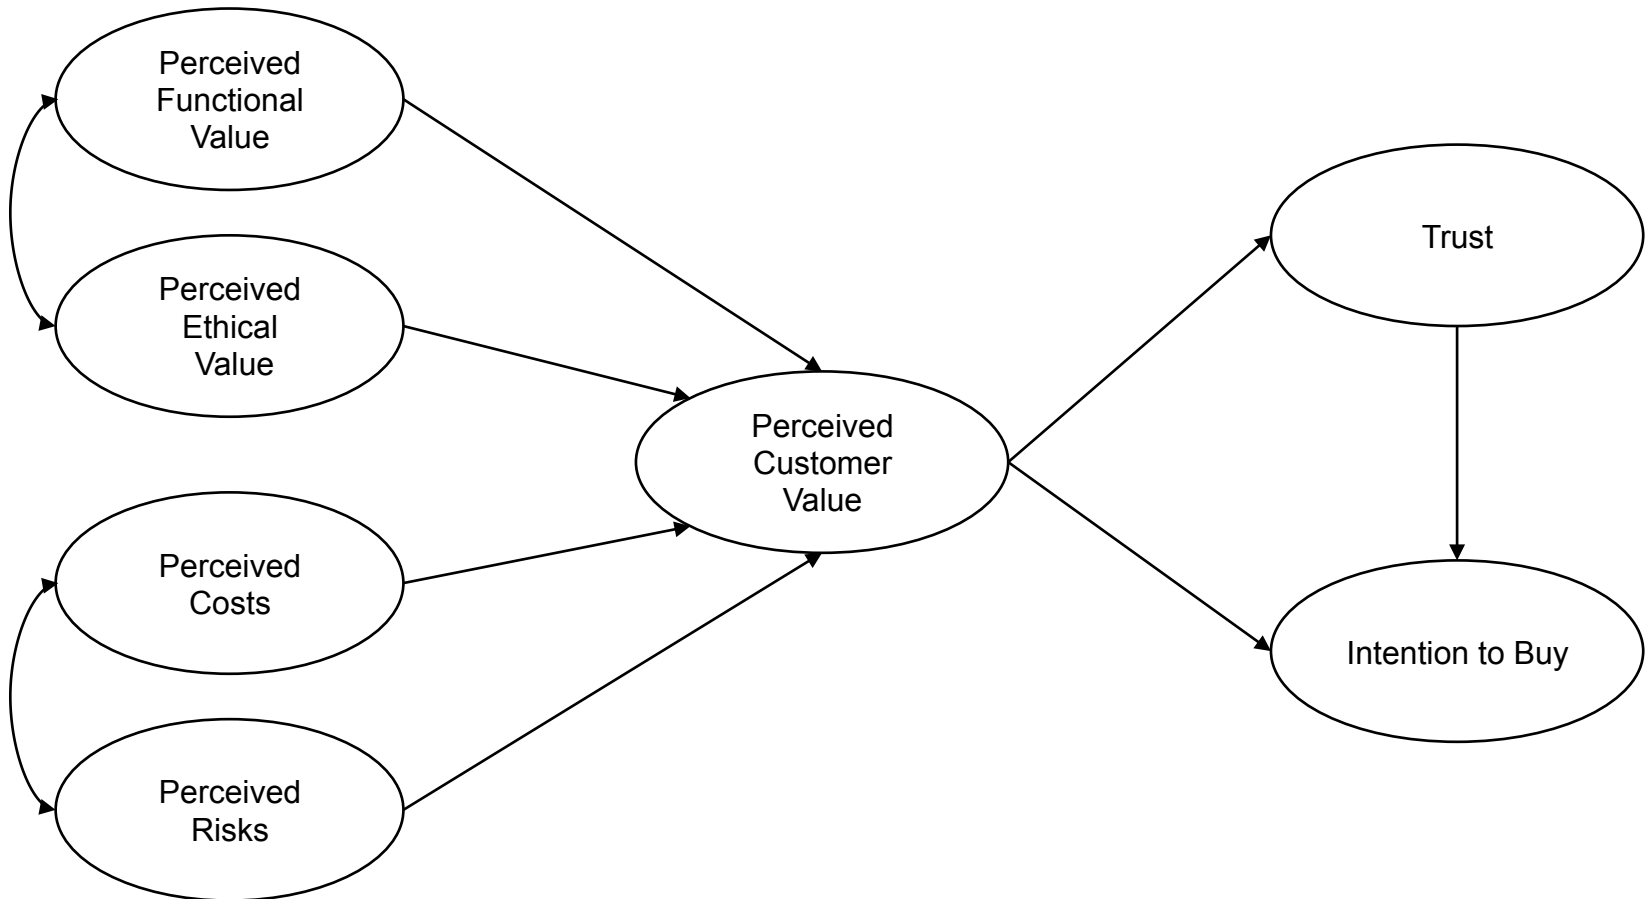 Perceived
Functional
Value
Perceived
Ethical
Value
Perceived
Customer
Value
Perceived
Costs
Perceived
Risks
Trust
Intention to Buy